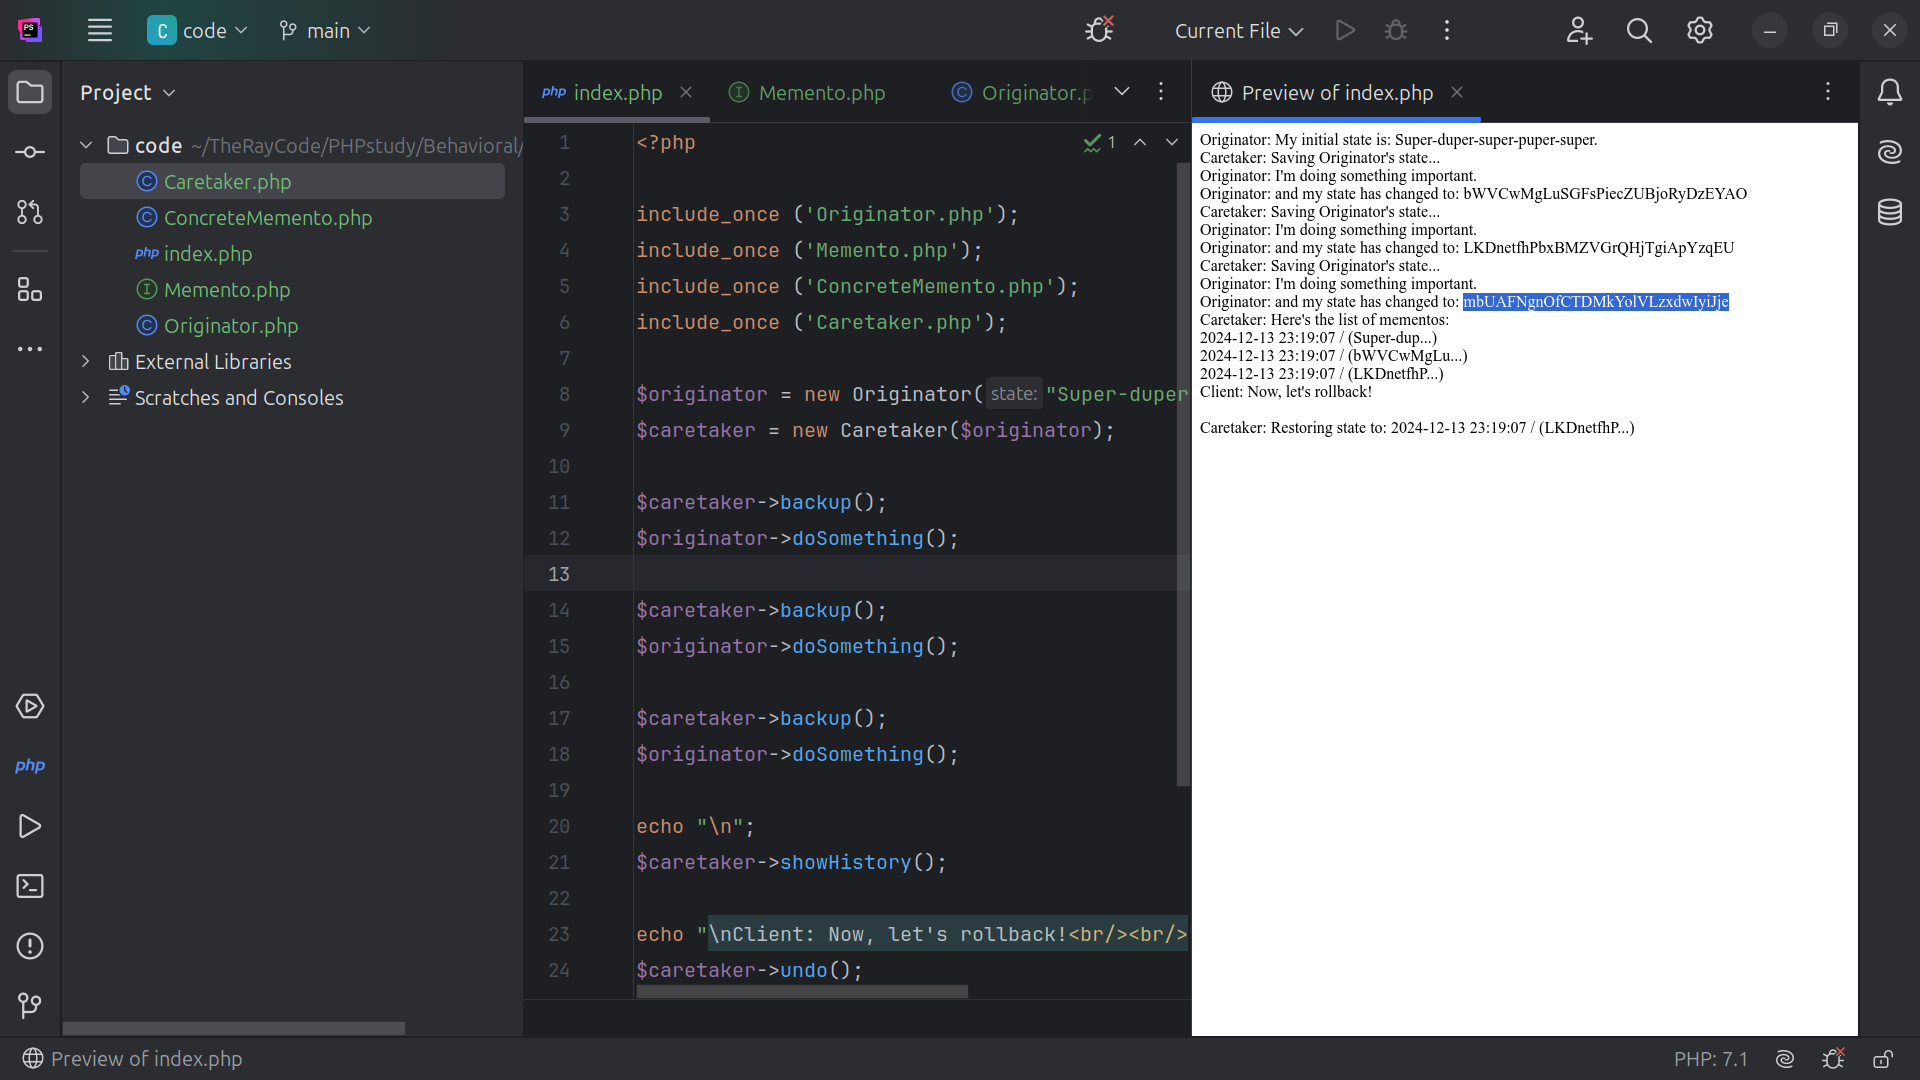 PS
C code
main
Current File
Project
code ~/TheRayCode/PHPstudy/Behavioral/
Caretaker.php
ConcreteMemento.php
php index.php
Memento.php
Originator.php
External Libraries
Scratches and Consoles
php
php index.php
Memento.php
Originator.p
1 <?php
1
2
3 include_once ('Originator.php');
4 include_once ('Memento.php');
5 include_once ('ConcreteMemento.php');
6 include_once ('Caretaker.php');
7
8 $originator = new Originator( state: "Super-duper
9 $caretaker = new Caretaker($originator);
10
11 $caretaker->backup();
12 $originator->doSomething();
13
14 $caretaker->backup();
15 $originator->doSomething();
16
17 $caretaker->backup();
18 $originator->doSomething();
19
20 echo "\n";
21 $caretaker->showHistory();
22
23 echo "\nClient: Now, let's rollback!<br/><br/>
24 $caretaker->undo();
Preview of index.php
Originator: My initial state is: Super-duper-super-puper-super.
Caretaker: Saving Originator's state...
Originator: I'm doing something important.
Originator: and my state has changed to: bWVCwMgLuSGFsPiecZUBjoRyDzEYAO
Caretaker: Saving Originator's state...
Originator: I'm doing something important.
Originator: and my state has changed to: LKDnetfhPbxBMZVGrQHjTgiApYzqEU
Caretaker: Saving Originator's state...
Originator: I'm doing something important.
Originator: and my state has changed to: mbUAFNgnOfCTDMkYolVLzxdwIyiJje
Caretaker: Here's the list of mementos:
2024-12-13 23:19:07 / (Super-dup...)
2024-12-13 23:19:07 / (bWVCwMgLu...)
2024-12-13 23:19:07 / (LKDnetfhP...)
Client: Now, let's rollback!
Caretaker: Restoring state to: 2024-12-13 23:19:07 / (LKDnetfhP...)
Preview of index.php
PHP: 7.1